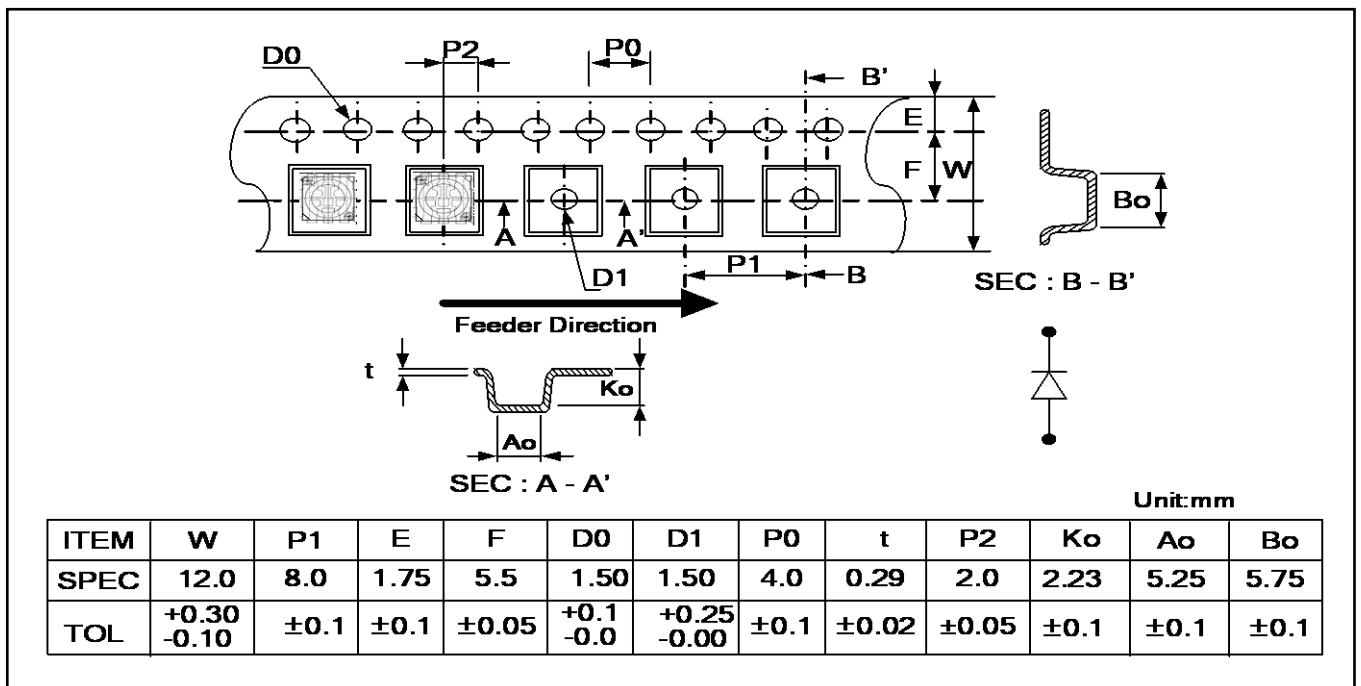 P2 P0
D0
B'
E
F W
A A'
D1
P1 B
Feeder Direction
Bo
SEC : B - B'
t
Ko
Ao
SEC : A - A'
Unit:mm
ITEM W P1 E F D0 D1 P0 t P2 Ko Ao Bo
SPEC 12.0 8.0 1.75 5.5 1.50 1.50 4.0 0.29 2.0 2.23 5.25 5.75
TOL +0.30 -0.10 ±0.1 ±0.1 ±0.05 +0.1 -0.0 +0.25 -0.00 ±0.1 ±0.02 ±0.05 ±0.1 ±0.1 ±0.1